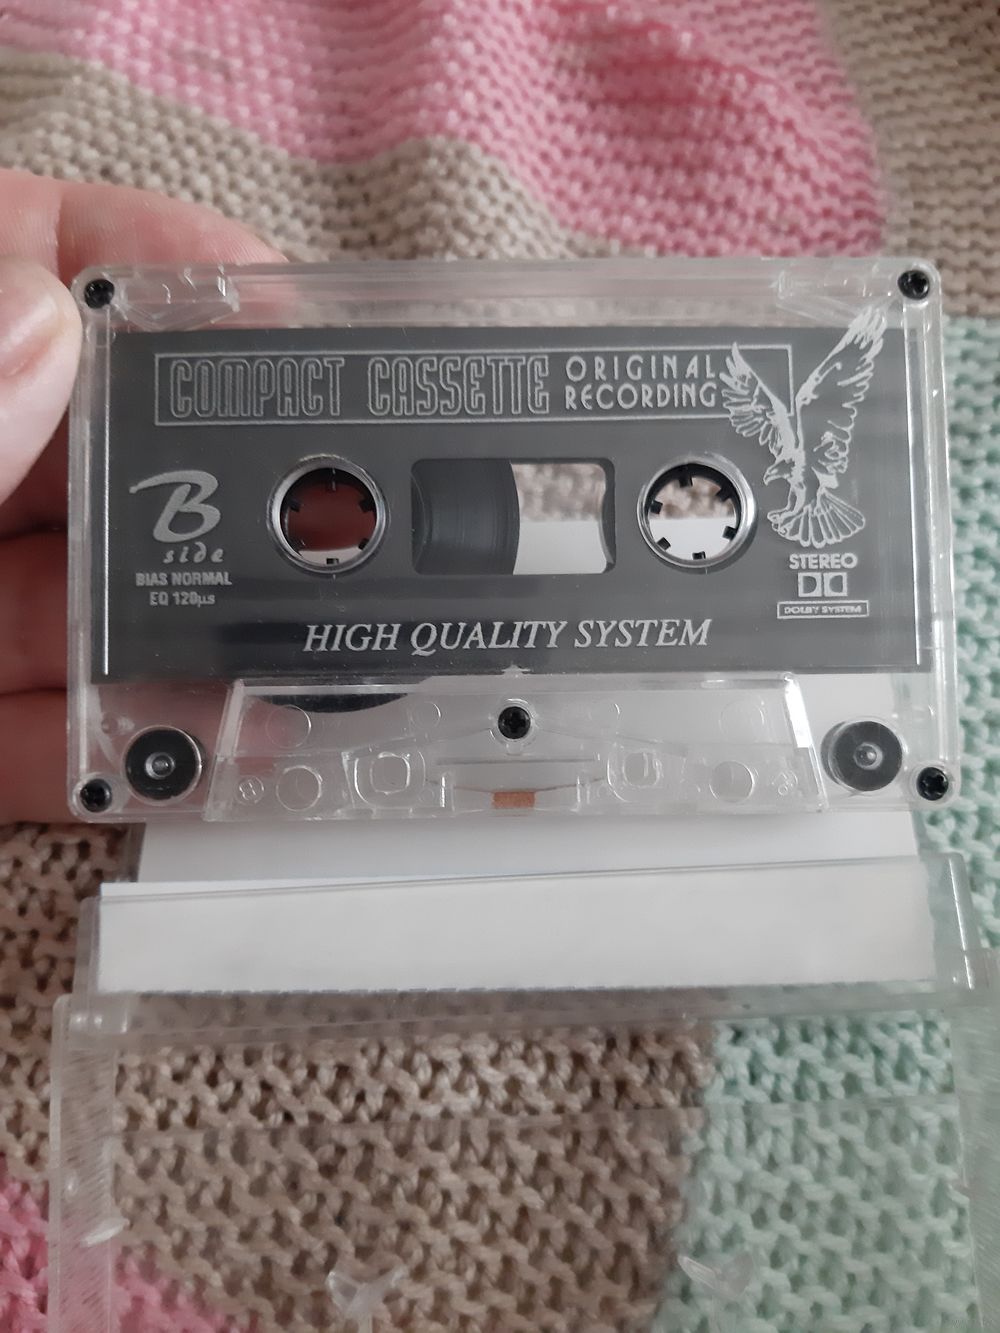 COMPACT CASSETTE
ORIGINAL
RECORDING
B
side
BIAS NORMAL
EQ 120µs
STEREO
DOLBY SYSTEM
HIGH QUALITY SYSTEM